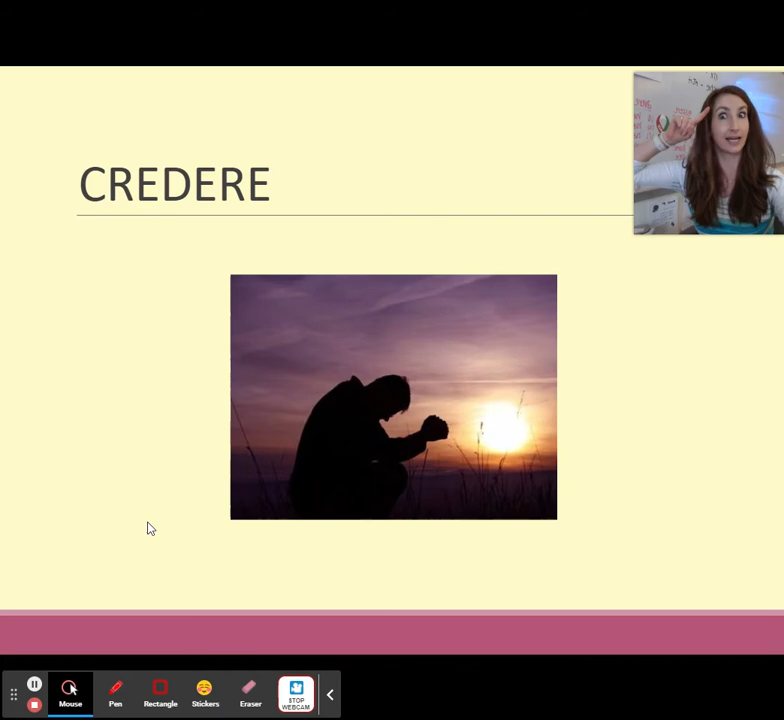 CREDERE
Mouse
Pen
Rectangle
Stickers
Eraser
STOP
WEBCAM